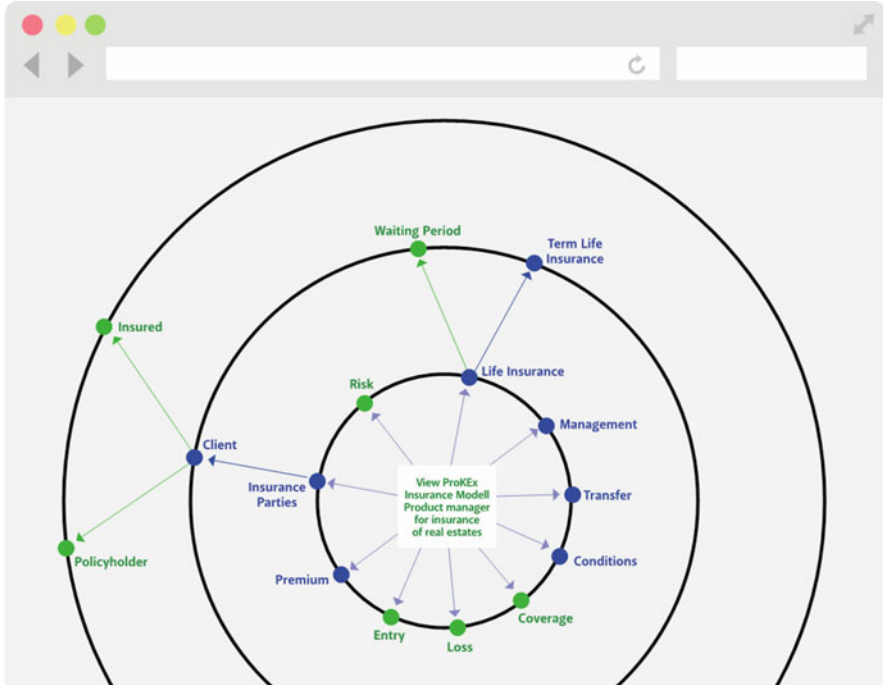 Waiting Period
Term Life
Insurance
Insured
Life Insurance
Risk
Management
Client
Insurance
Parties
View ProKEx
Insurance Modell
Product manager
for insurance
of real estates
Transfer
Policyholder
Conditions
Premium
Coverage
Entry
Loss